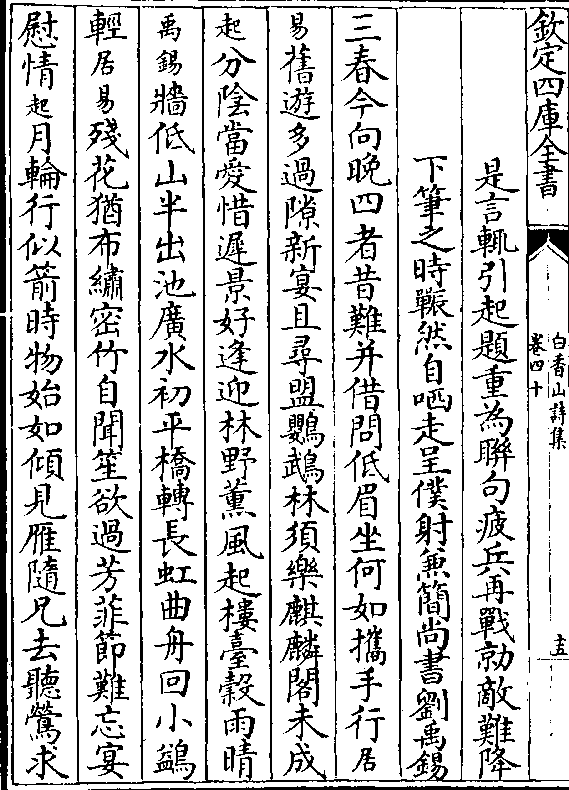 欽定四庫全書
白香山詩集
卷四十
十五
是言輒引起題重為聯句疲兵再戰勍敵難降
下筆之時囅然自哂走呈僕射兼簡尚書劉禹錫
三春今向晚四者昔難并借問低眉坐何如攜手行居
易舊遊多過隙新宴且尋盟鸚鵡林須樂麒麟閣未成
起分陰當愛惜遲景好逢迎林野薰風起樓臺穀雨晴
禹錫牆低山半出池廣水初平橋轉長虹曲舟回小鷁
輕居易殘花猶布繡密竹自聞笙欲過芳菲節難忘宴
慰情起月輪行似箭時物始如傾見雁隨兄去聽鶯求